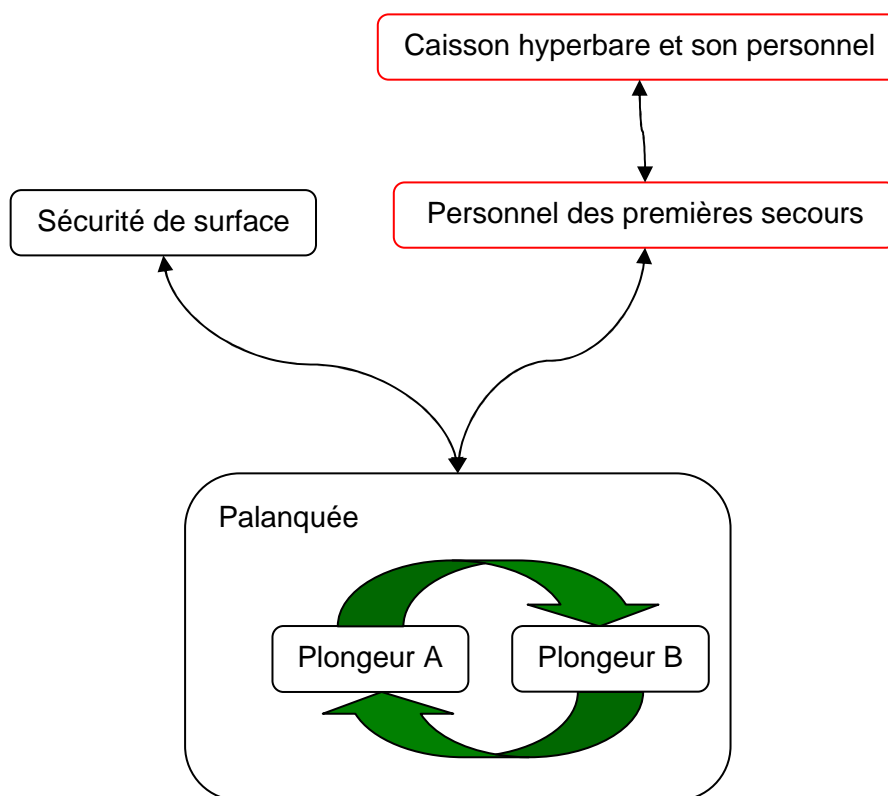 Caisson hyperbare et son personnel
Sécurité de surface
Personnel des premières secours
Palanquée
Plongeur A
Plongeur B